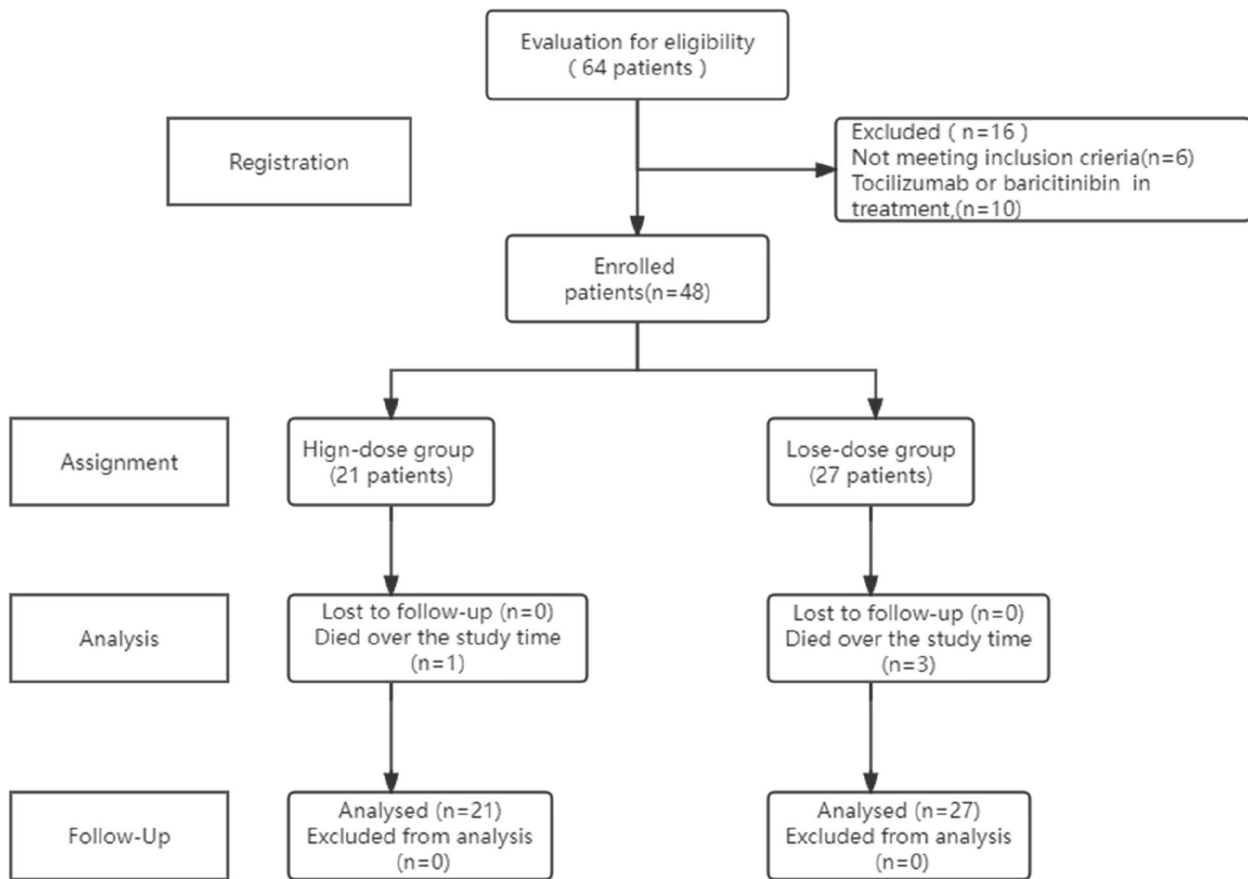 Evaluation for eligibility
( 64 patients )
Registration
Excluded ( n=16 )
Not meeting inclusion crieria(n=6)
Tocilizumab or baricitinibin in
treatment,(n=10)
Enrolled
patients(n=48)
Assignment
Hign-dose group
(21 patients)
Lose-dose group
(27 patients)
Analysis
Lost to follow-up (n=0)
Died over the study time
(n=1)
Lost to follow-up (n=0)
Died over the study time
(n=3)
Follow-Up
Analysed (n=21)
Excluded from analysis
(n=0)
Analysed (n=27)
Excluded from analysis
(n=0)